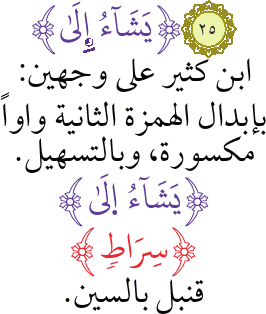 ٢٥ ﴿يَشَآءُ إِلَىٰ﴾
ابن كثير على وجهين:
بإبدال الهمزة الثانية واواً
مكسورة، وبالتسهيل.
﴿يَشَآءُ اِلَىٰ﴾
﴿سِرَاطِ﴾
قنبل بالسين.